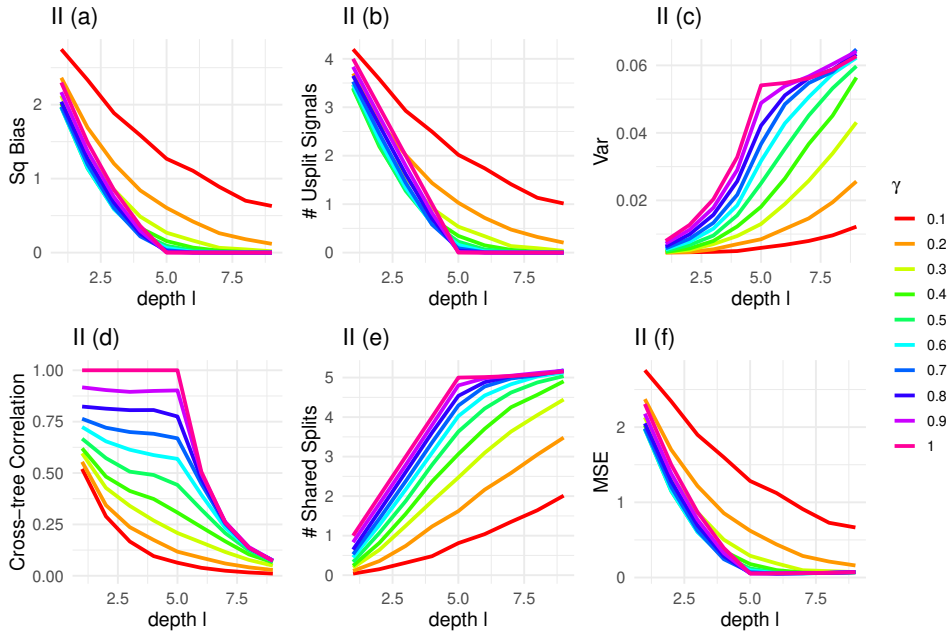 II (a)
Sq Bias
2
1
0
2.5 5.0 7.5
depth l
II (b)
# Usplit Signals
4
3
2
1
0
2.5 5.0 7.5
depth l
II (c)
Var
0.06
0.04
0.02
2.5 5.0 7.5
depth l
II (d)
Cross-tree Correlation
1.00
0.75
0.50
0.25
0.00
2.5 5.0 7.5
depth l
II (e)
# Shared Splits
5
4
3
2
1
0
2.5 5.0 7.5
depth l
II (f)
MSE
2
1
0
2.5 5.0 7.5
depth l
γ
0.1
0.2
0.3
0.4
0.5
0.6
0.7
0.8
0.9
1